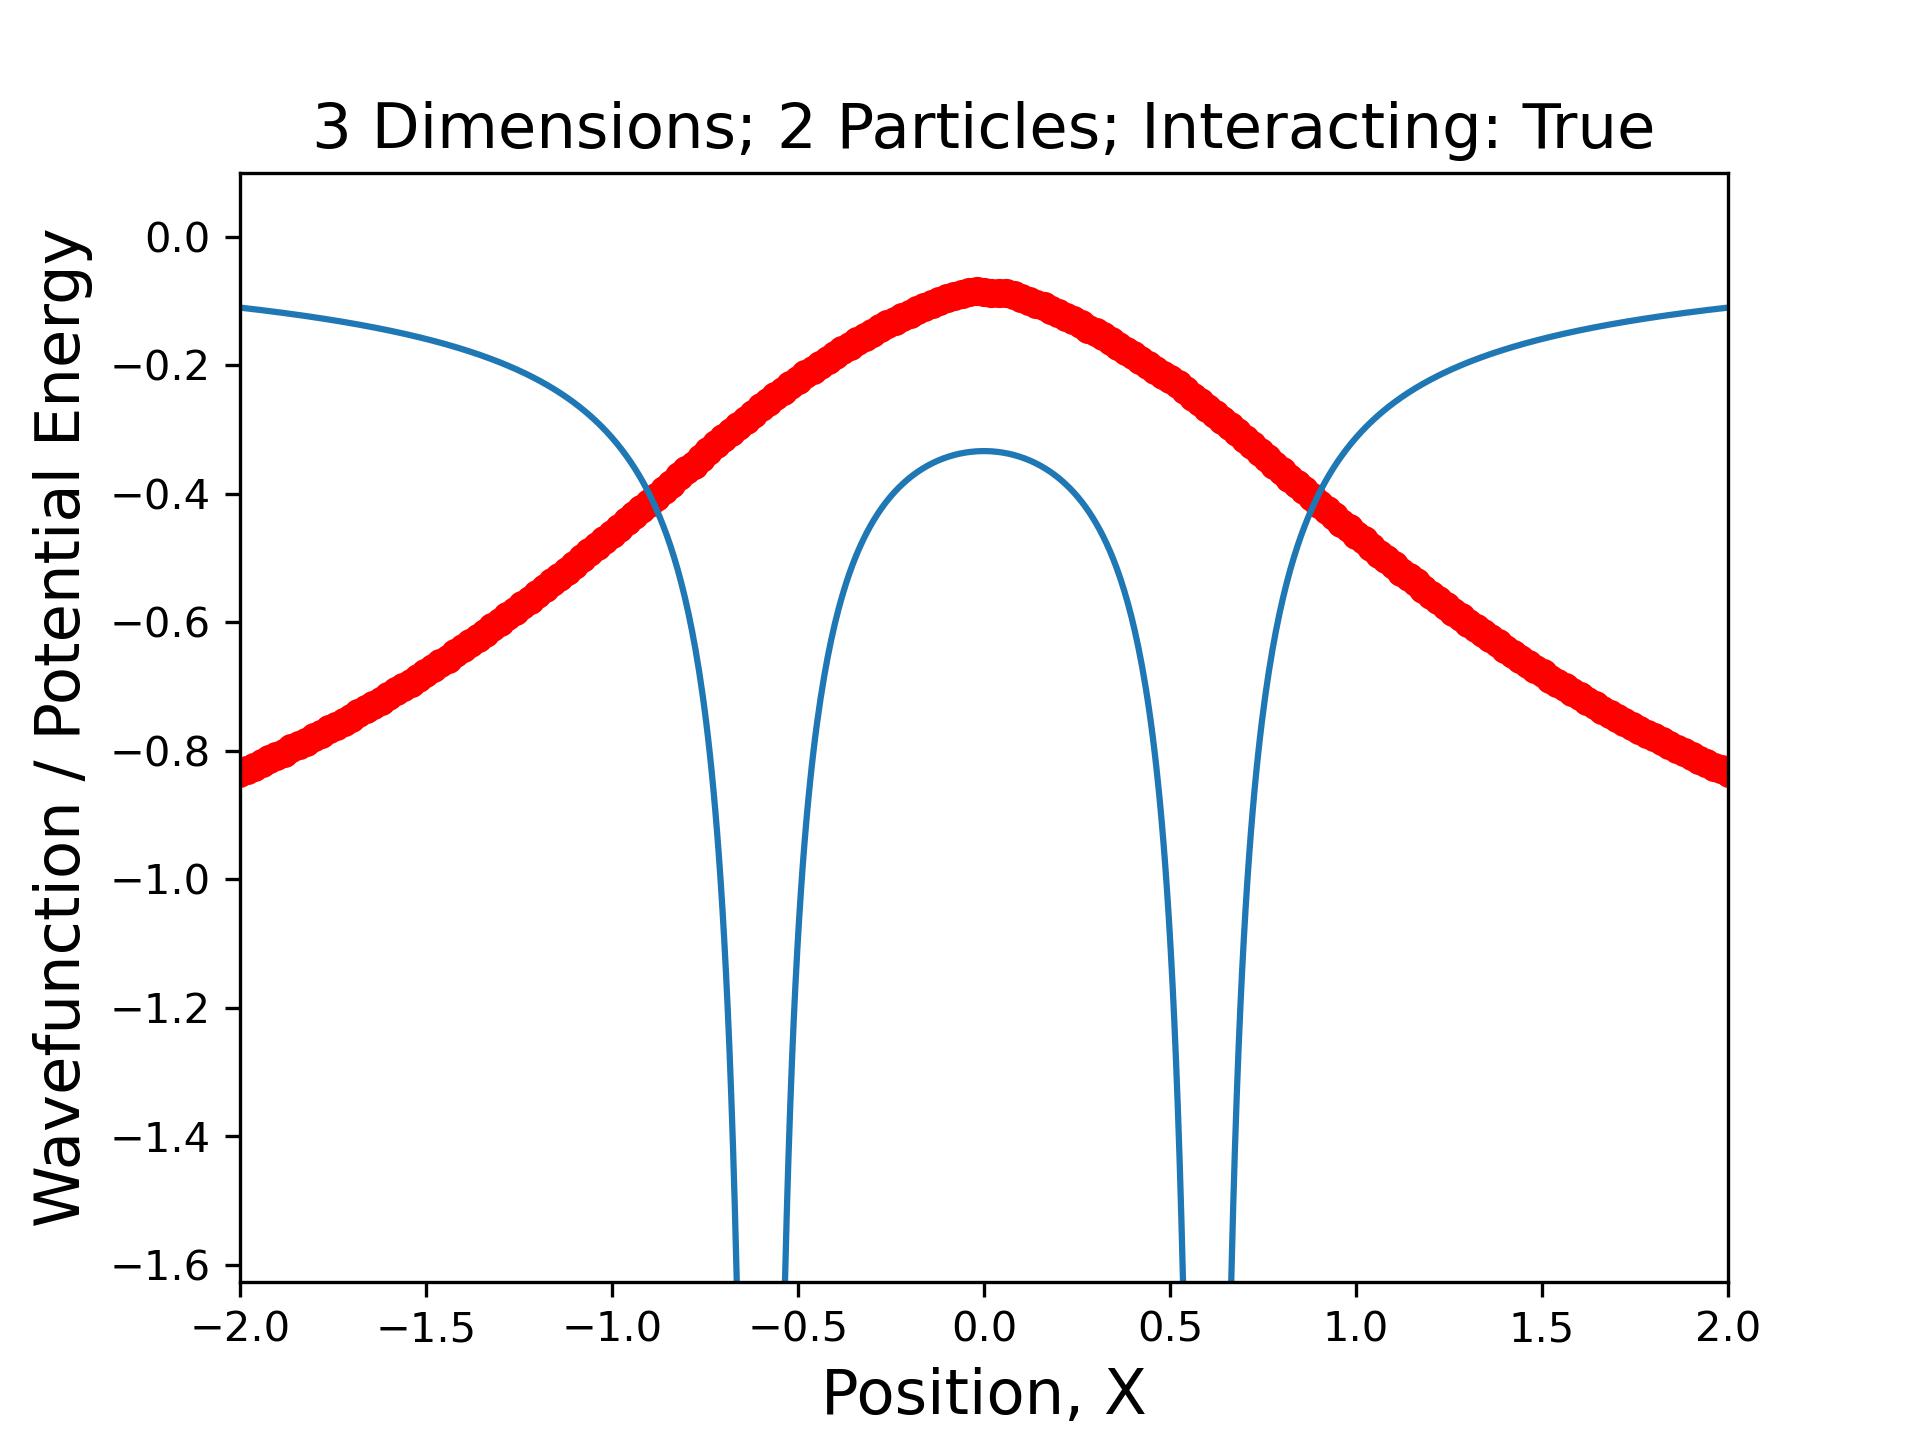 3 Dimensions; 2 Particles; Interacting: True
Wavefunction / Potential Energy
0.0
−0.2
−0.4
−0.6
−0.8
−1.0
−1.2
−1.4
−1.6
−2.0 −1.5 −1.0 −0.5 0.0 0.5 1.0 1.5 2.0
Position, X